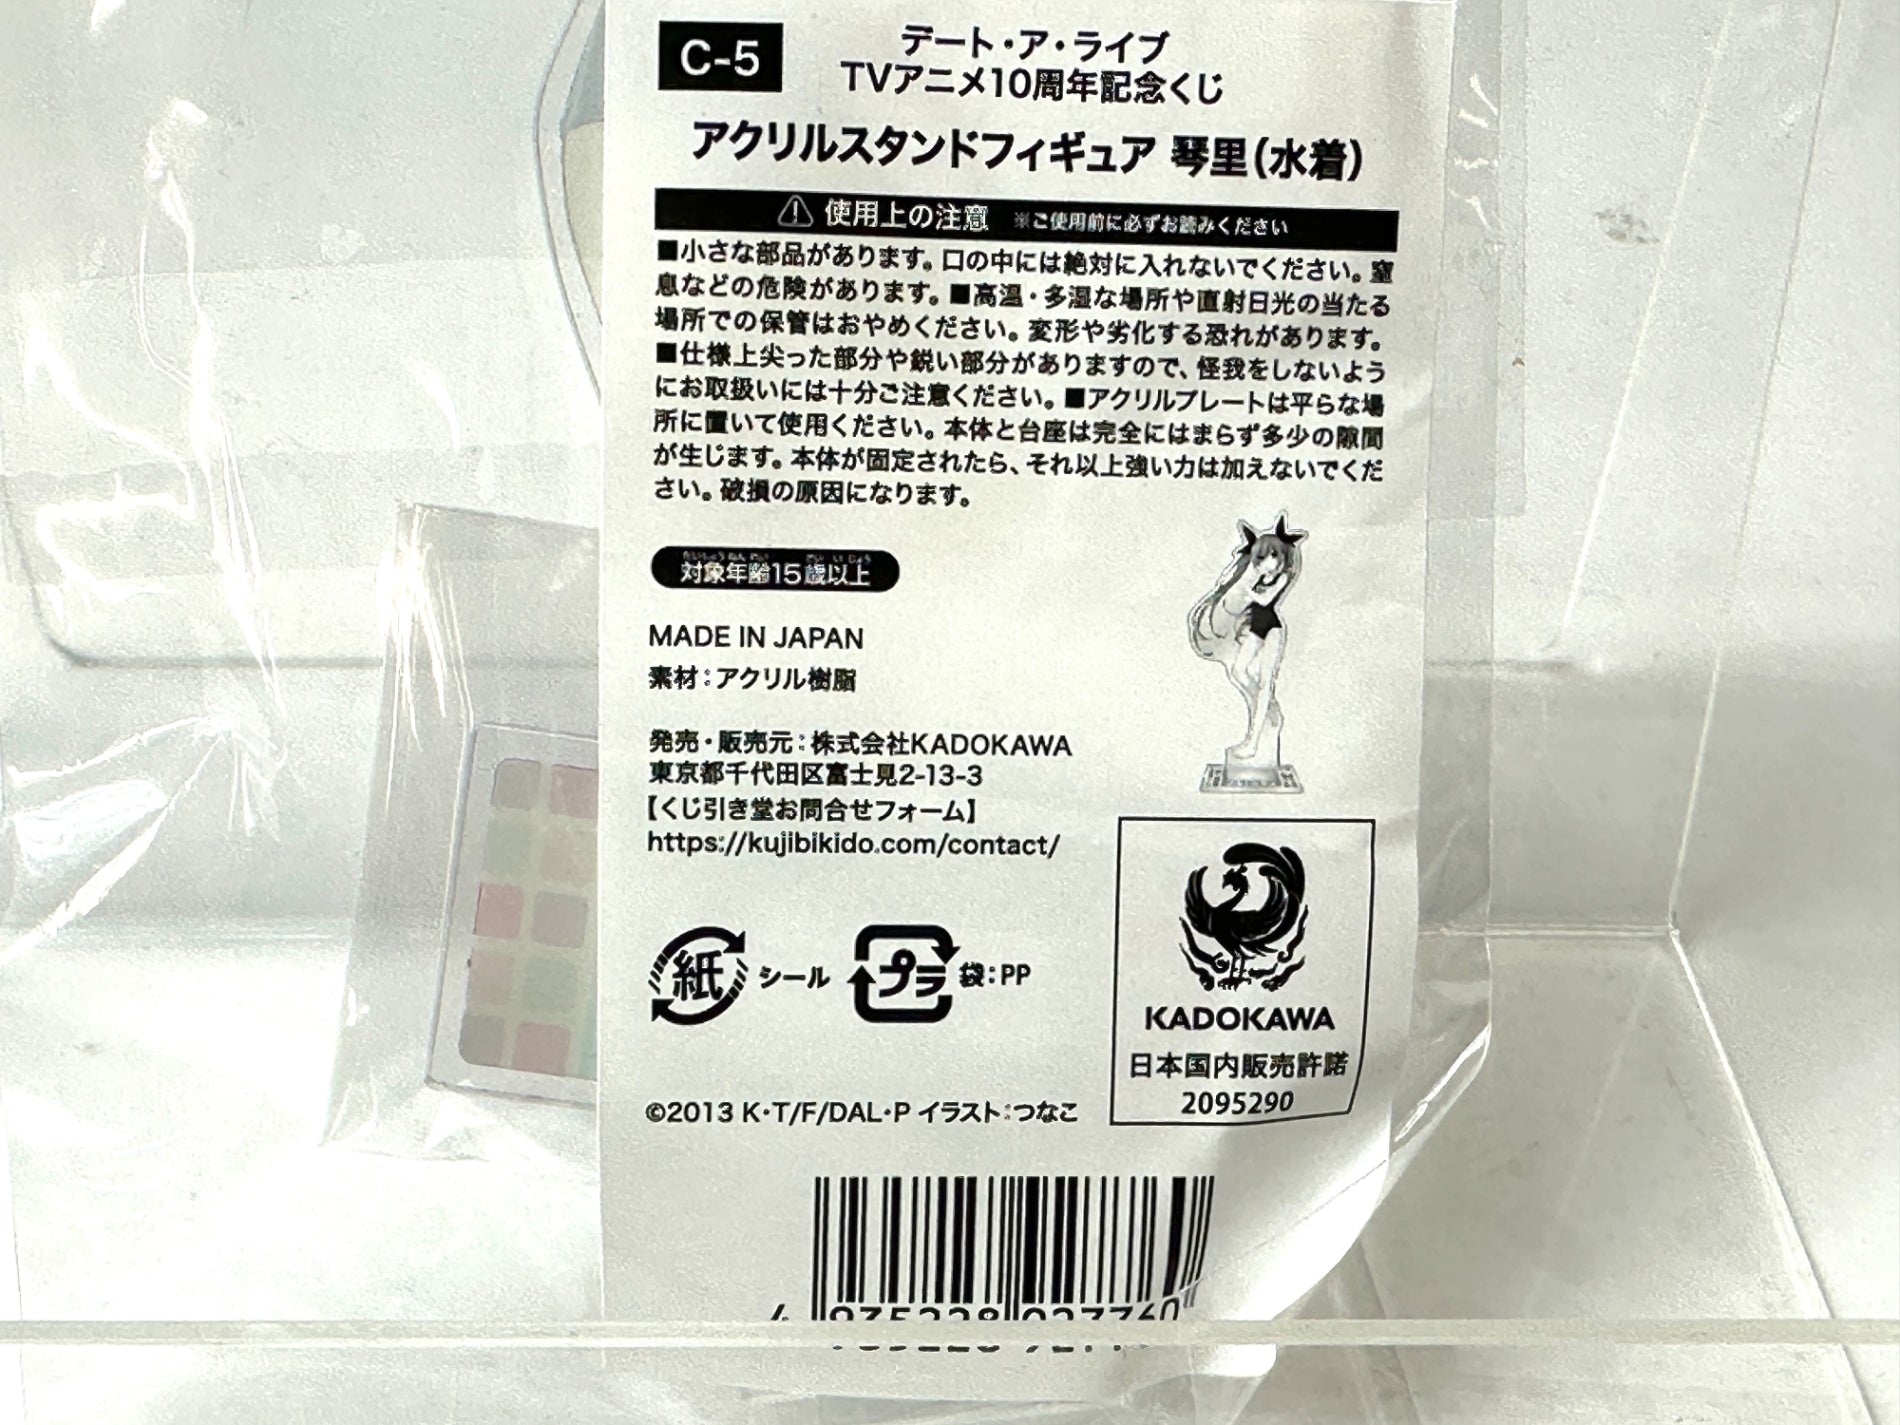 C-5
デート・ア・ライブ
TVアニメ10周年記念くじ
アクリルスタンドフィギュア 琴里(水着)
使用上の注意 ※ご使用前に必ずお読みください
■小さな部品があります。口の中には絶対に入れないでください。窒
息などの危険があります。■高温・多湿な場所や直射日光の当たる
場所での保管はおやめください。変形や劣化する恐れがあります。
■仕様上尖った部分や鋭い部分がありますので、怪我をしないよう
にお取扱いには十分ご注意ください。■アクリルプレートは平らな場
所に置いて使用ください。本体と台座は完全にはまらず多少の隙間
が生じます。本体が固定されたら、それ以上強い力は加えないでくだ
さい。破損の原因になります。
対象年齢15歳以上
MADE IN JAPAN
素材:アクリル樹脂
発売・販売元:株式会社KADOKAWA
東京都千代田区富士見2-13-3
【くじ引き堂お問合せフォーム】
https://kujibikido.com/contact/
紙 シール プラ 袋:PP
KADOKAWA
日本国内販売許諾
2095290
©2013 K・T/F/DAL・P イラスト:つなこ